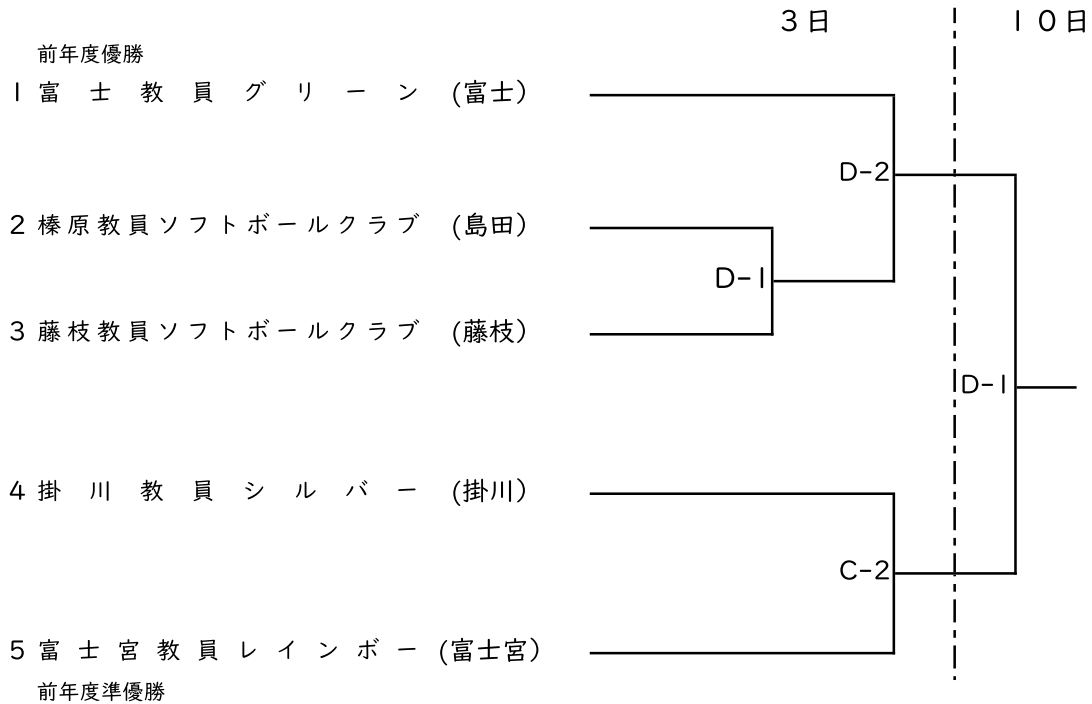 ３日 １０日
前年度優勝
1 富士教員グリーン (富士)
D-2
2 榛原教員ソフトボールクラブ (島田)
D-1
3 藤枝教員ソフトボールクラブ (藤枝)
D-1
4 掛川教員シルバー (掛川)
C-2
5 富士宮教員レインボー (富士宮)
前年度準優勝